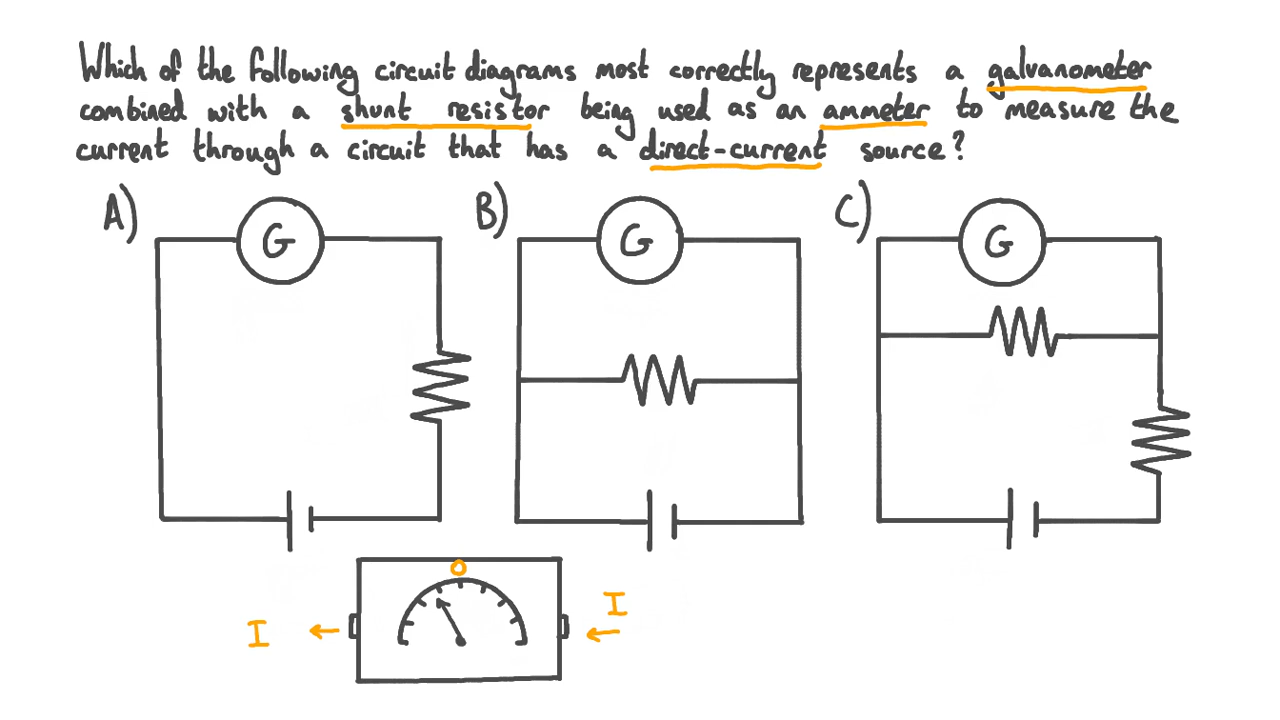 Which of the following circuit diagrams most correctly represents a galvanometer
combined with a shunt resistor being used as an ammeter to measure the
current through a circuit that has a direct-current source?
A) B) C)
G G G
O
I I